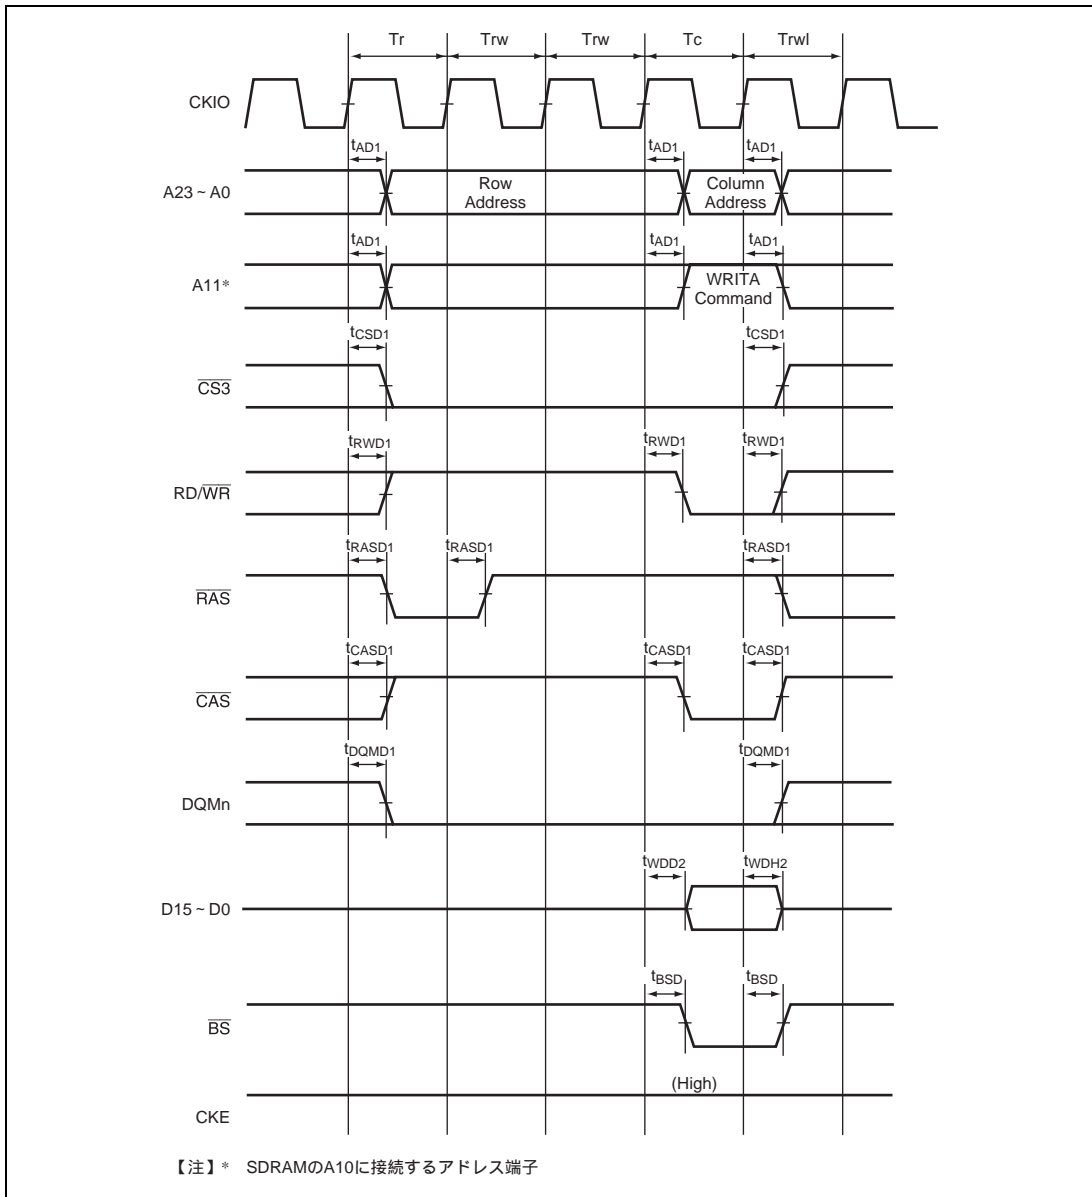 Tr Trw Trw Tc Trwl
CKIO
tAD1 tAD1 tAD1
A23 ~ A0 Row Address Column Address
tAD1 tAD1 tAD1
A11* WRITA Command
tCSD1 tCSD1
CS3
tRWD1 tRWD1 tRWD1
RD/WR
tRASD1 tRASD1 tRASD1
RAS
tCASD1 tCASD1 tCASD1
CAS
tDQMD1 tDQMD1
DQMn
tWDD2 tWDH2
D15 ~ D0
tBSD tBSD
BS
(High)
CKE
【注】* SDRAMのA10に接続するアドレス端子